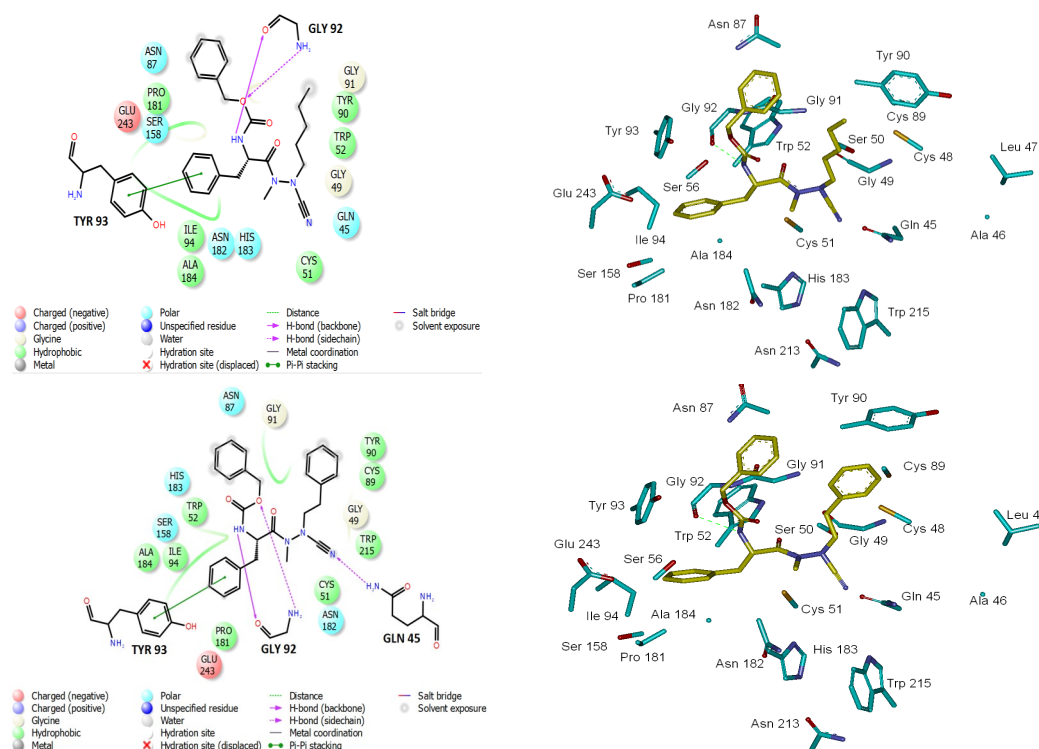 GLY 92
O
NH2
ASN
87
PRO
181
GLU
243
SER
158
GLY
91
TYR
90
TRP
52
GLY
49
GLN
45
O
O
HN
O
O
N
N
N
NH2
OH
TYR 93
ILE
94
ASN
182
HIS
183
ALA
184
CYS
51
Charged (negative)
Charged (positive)
Glycine
Hydrophobic
Metal
Polar
Unspecified residue
Water
Hydration site
Hydration site (displaced)
Distance
H-bond (backbone)
H-bond (sidechain)
Metal coordination
Pi-Pi stacking
Salt bridge
Solvent exposure
Asn 87
Tyr 90
Gly 92
Gly 91
Cys 89
Tyr 93
Trp 52
Ser 50
Cys 48
Leu 47
Ser 56
Gly 49
Glu 243
Ile 94
Cys 51
Gln 45
Ala 46
Ala 184
Ser 158
Pro 181
His 183
Asn 182
Trp 215
Asn 213
ASN
87
GLY
91
TYR
90
CYS
89
HIS
183
TRP
52
SER
158
GLY
49
TRP
215
ALA
184
ILE
94
O
O
HN
O
N
N
N
CYS
51
ASN
182
H2N
O
NH2
O
GLN 45
O
NH2
OH
TYR 93
PRO
181
GLU
243
O
NH2
GLY 92
Charged (negative)
Charged (positive)
Glycine
Hydrophobic
Metal
Polar
Unspecified residue
Water
Hydration site
Hydration site (displaced)
Distance
H-bond (backbone)
H-bond (sidechain)
Metal coordination
Pi-Pi stacking
Salt bridge
Solvent exposure
Asn 87
Tyr 90
Gly 91
Gly 92
Cys 89
Tyr 93
Cys 48
Leu 4
Trp 52
Ser 50
Gly 49
Glu 243
Ser 56
Ile 94
Ala 184
Cys 51
Gln 45
Ala 46
Ser 158
Pro 181
Asn 182
His 183
Trp 215
Asn 213